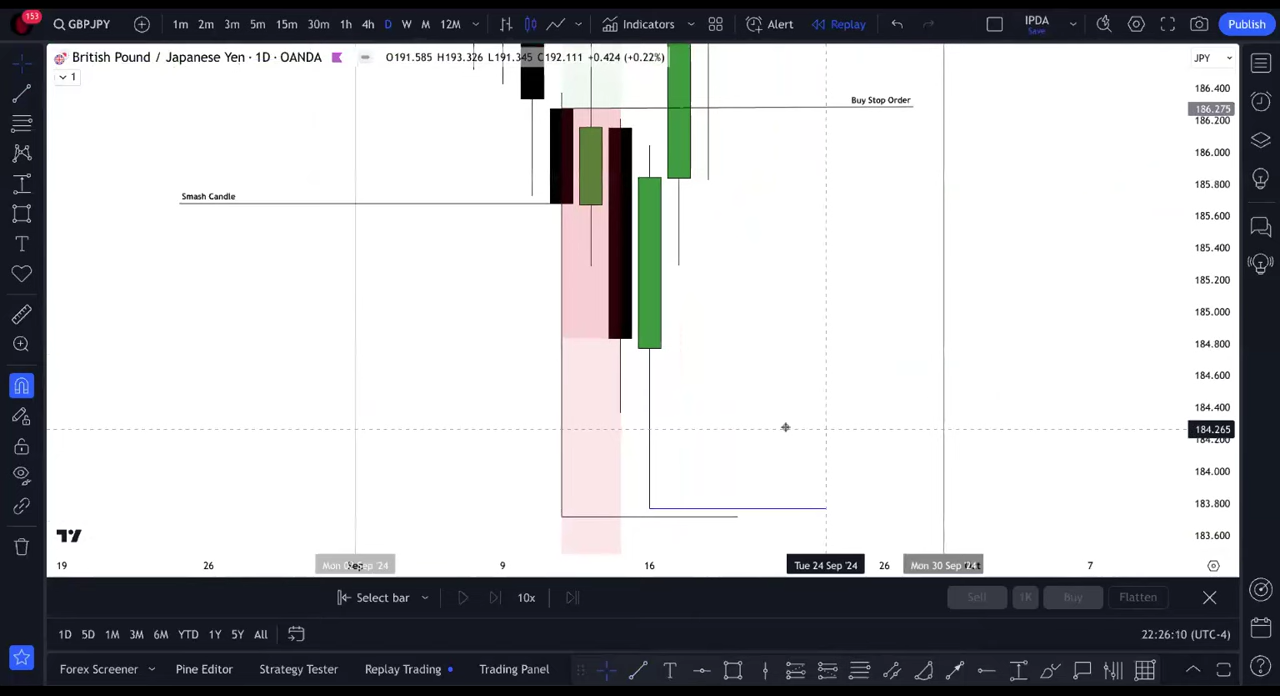 153
GBPJPY
1m 2m 3m 5m 15m 30m 1h 4h D W M 12M
Indicators
Alert
Replay
IPDA
Save
Publish
British Pound / Japanese Yen · 1D · OANDA
O191.585 H193.326 L191.345 C192.111 +0.424 (+0.22%)
JPY
1
186.400
Buy Stop Order
186.275
186.200
186.000
185.800
Smash Candle
185.600
185.400
185.200
185.000
184.800
184.600
184.400
184.265
184.200
184.000
183.800
183.600
19 26 Sep 9 16 Tue 24 Sep '24 26 Mon 30 Sep '24 7
Select bar
10x
Sell 1K Buy Flatten
1D 5D 1M 3M 6M YTD 1Y 5Y All
22:26:10 (UTC-4)
Forex Screener Pine Editor Strategy Tester Replay Trading Trading Panel